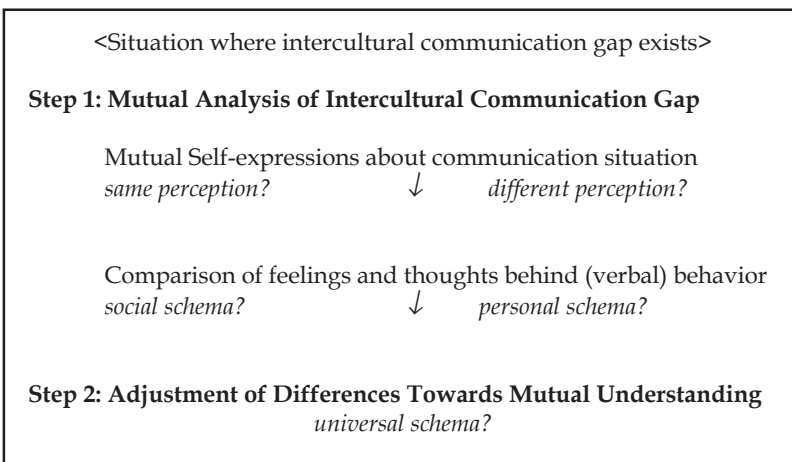 <Situation where intercultural communication gap exists>
Step 1: Mutual Analysis of Intercultural Communication Gap
Mutual Self-expressions about communication situation
same perception? ↓ different perception?
Comparison of feelings and thoughts behind (verbal) behavior
social schema? ↓ personal schema?
Step 2: Adjustment of Differences Towards Mutual Understanding
universal schema?